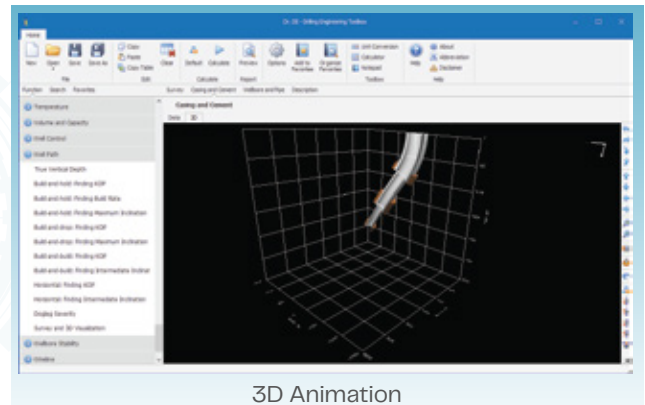 Dr. DE - Drilling Engineering Toolbox
Home
New Open Save Save As
Copy
Paste
Copy Table
Clear
Default Calculate
Preview
Options Add to Favorites Organize Favorites
Unit Conversion
Calculator
Notepad
Help
About
Abbreviation
Disclaimer
File Edit Calculate Report Toolbox Help
Function Search Favorites
Survey Casing and Cement Wellbore and Pipe Description
Temperature
Volume and Capacity
Well Control
Well Path
True Vertical Depth
Build-and-hold: Finding KOP
Build-and-hold: Finding Build Rate
Build-and-hold: Finding Maximum Inclination
Build-and-drop: Finding KOP
Build-and-drop: Finding Maximum Inclination
Build-and-build: Finding KOP
Build-and-build: Finding Intermediate Inclinat
Horizontal: Finding KOP
Horizontal: Finding Intermediate Inclination
Dogleg Severity
Survey and 3D Visualization
Wellbore Stability
Wireline
Casing and Cement
Data 3D
3D Animation